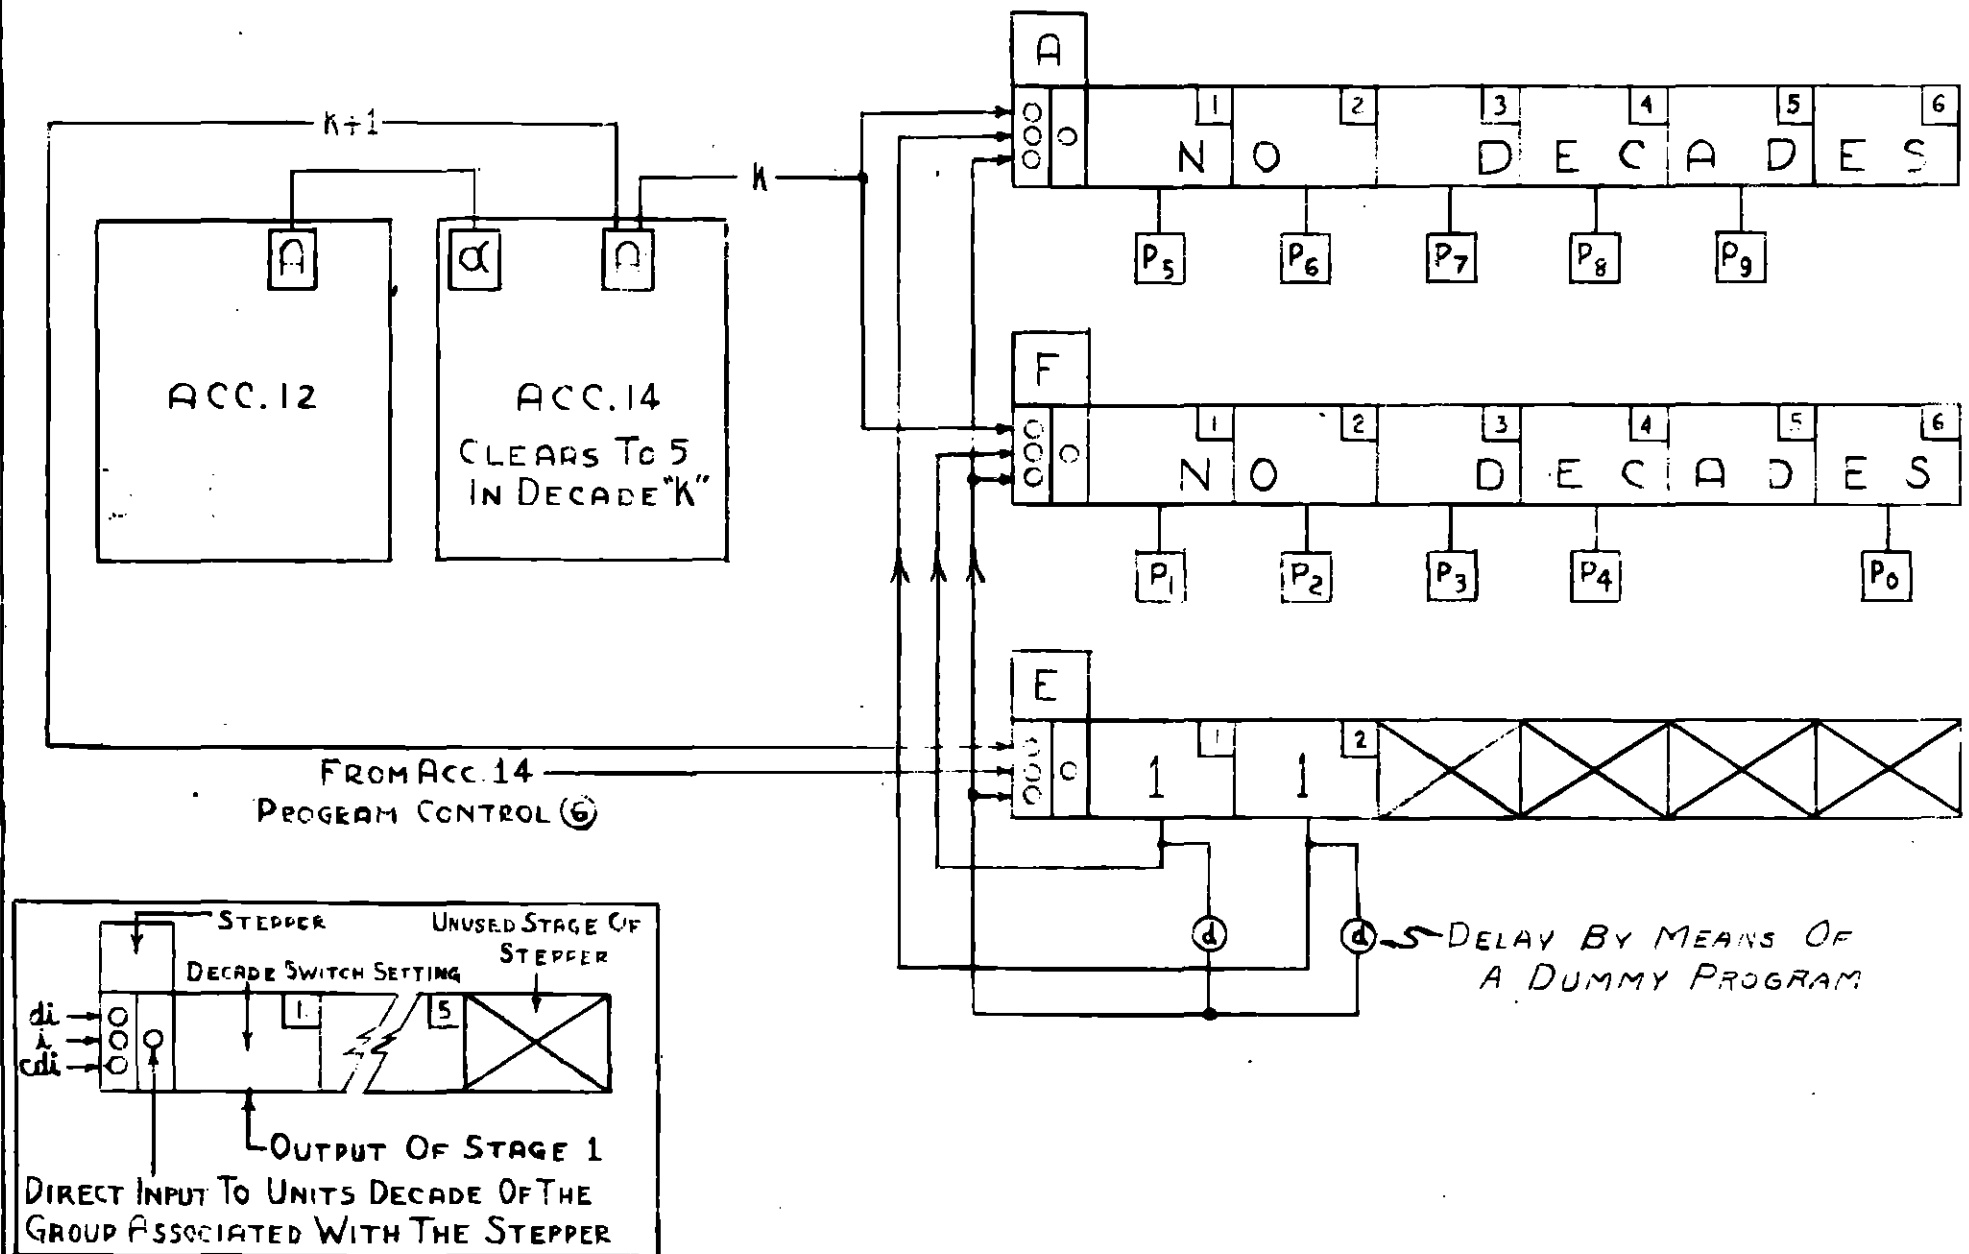 A
K+1
1 2 3 4 5 6
K
NO DECADES
A α A
P5 P6 P7 P8 P9
F
ACC. 12
ACC. 14
1 2 3 4 5 6
CLEARS TO 5
NO DECADES
IN DECADE "K"
P1 P2 P3 P4 P0
E
1 1 1 2
FROM ACC. 14
PROGRAM CONTROL ⑥
d d DELAY BY MEANS OF
A DUMMY PROGRAM
STEPPER
UNUSED STAGE OF
STEPPER
DECADE SWITCH SETTING
di
1 5
i
cdi
OUTPUT OF STAGE 1
DIRECT INPUT TO UNITS DECADE OF THE
GROUP ASSOCIATED WITH THE STEPPER